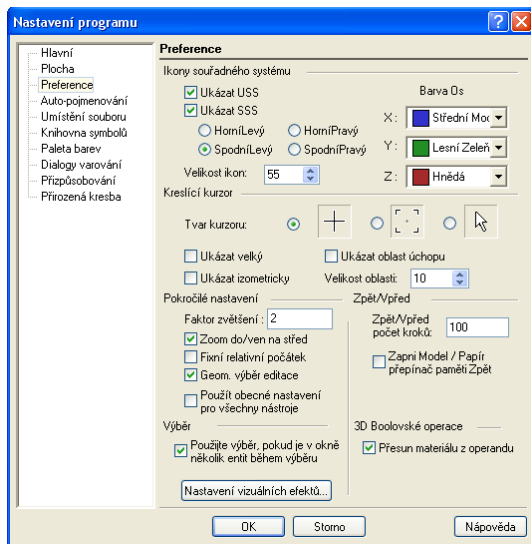 Nastavení programu
Hlavní
Plocha
Preference
Auto-pojmenování
Umístění souboru
Knihovna symbolů
Paleta barev
Dialogy varování
Přizpůsobování
Přirozená kresba
Preference
Ikony souřadného systému
Ukázat USS
Ukázat SSS
HorníLevý
HorníPravý
SpodníLevý
SpodníPravý
Velikost ikon:
55
Barva Os
X:
Střední Mo
Y:
Lesní Zeleň
Z:
Hnědá
Kreslící kurzor
Tvar kurzoru:
Ukázat velký
Ukázat oblast úchopu
Ukázat izometricky
Velikost oblasti:
10
Pokročilé nastavení
Faktor zvětšení :
2
Zoom do/ven na střed
Fixní relativní počátek
Geom. výběr editace
Použít obecné nastavení
pro všechny nástroje
Zpět/Vpřed
Zpět/Vpřed
počet kroků:
100
Zapni Model / Papír
přepínač paměti Zpět
Výběr
Použijte výběr, pokud je v okně
několik entit během výběru
3D Boolovské operace
Přesun materiálu z operandu
Nastavení vizuálních efektů...
OK
Storno
Nápověda